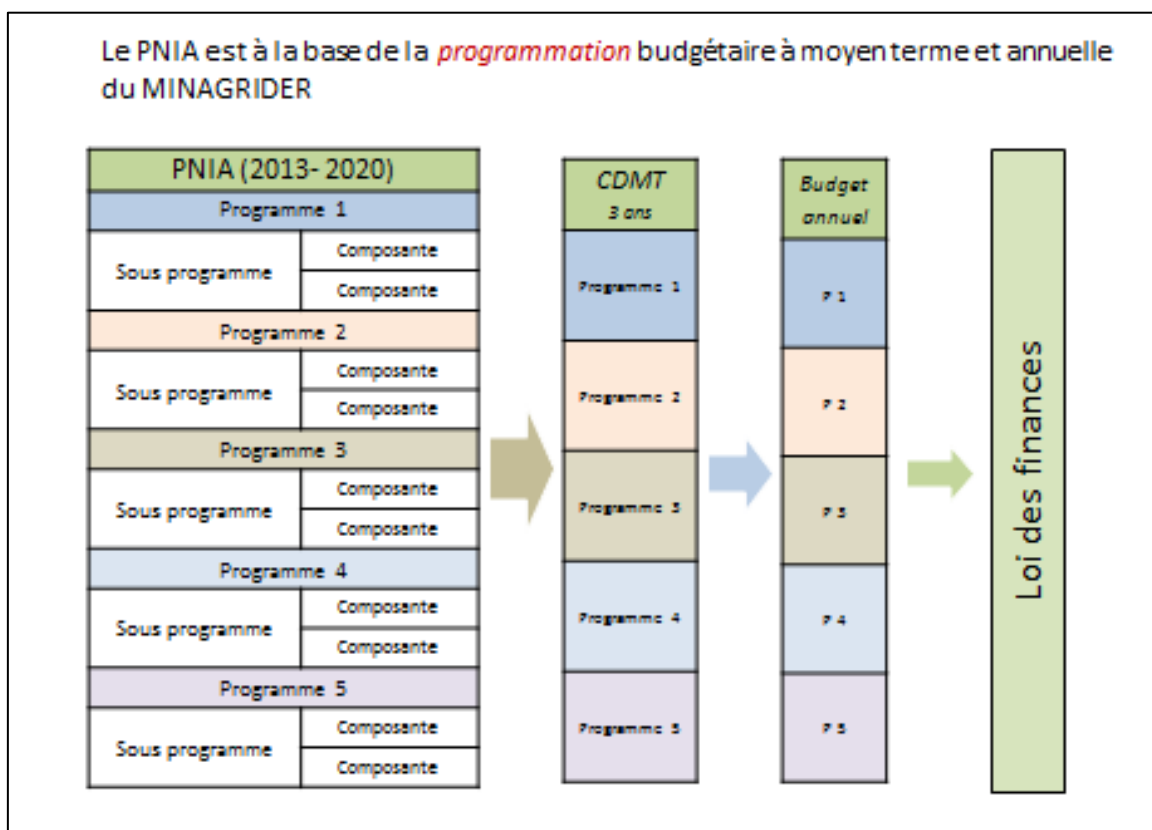 Le PNIA est à la base de la programmation budgétaire à moyen terme et annuelle
du MINAGRIDER
PNIA (2013- 2020)
Programme 1
Sous programme
Composante
Composante
Programme 2
Sous programme
Composante
Composante
Programme 3
Sous programme
Composante
Composante
Programme 4
Sous programme
Composante
Composante
Programme 5
Sous programme
Composante
Composante
CDMT
3 ans
Programme 1
Programme 2
Programme 3
Programme 4
Programme 5
Budget
annuel
P 1
P 2
P 3
P 4
P 5
Loi des finances